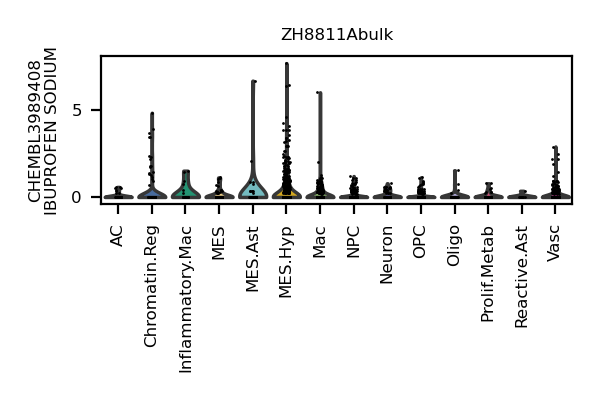 ZH8811Abulk
CHEMBL3989408
IBUPROFEN SODIUM
5
0
AC
Chromatin.Reg
Inflammatory.Mac
MES
MES.Ast
MES.Hyp
Mac
NPC
Neuron
OPC
Oligo
Prolif.Metab
Reactive.Ast
Vasc